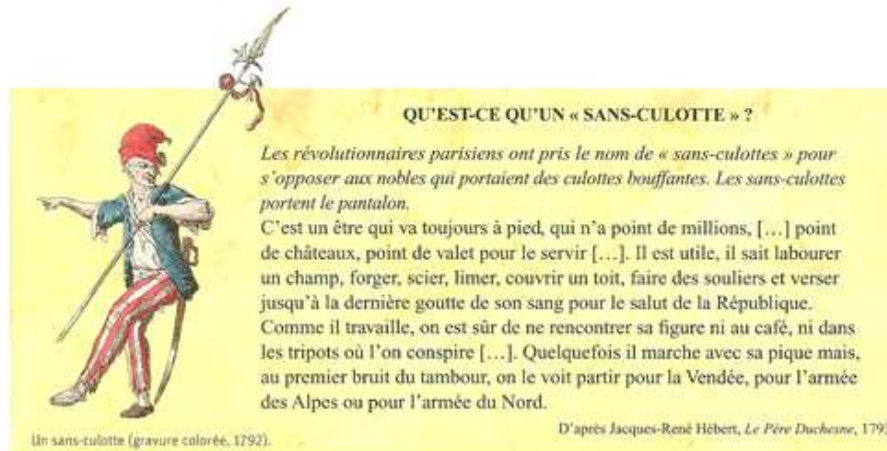 QU'EST-CE QU'UN « SANS-CULOTTE » ?
Les révolutionnaires parisiens ont pris le nom de « sans-culottes » pour
s'opposer aux nobles qui portaient des culottes bouffantes. Les sans-culottes
portent le pantalon.
C'est un être qui va toujours à pied, qui n'a point de millions, […] point
de châteaux, point de valet pour le servir […]. Il est utile, il sait labourer
un champ, forger, scier, limer, couvrir un toit, faire des souliers et verser
jusqu'à la dernière goutte de son sang pour le salut de la République.
Comme il travaille, on est sûr de ne rencontrer sa figure ni au café, ni dans
les tripots où l'on conspire […]. Quelquefois il marche avec sa pique mais,
au premier bruit du tambour, on le voit partir pour la Vendée, pour l'armée
des Alpes ou pour l'armée du Nord.
D'après Jacques-René Hébert, Le Père Duchesne, 179
Un sans-culotte (gravure colorée, 1792).